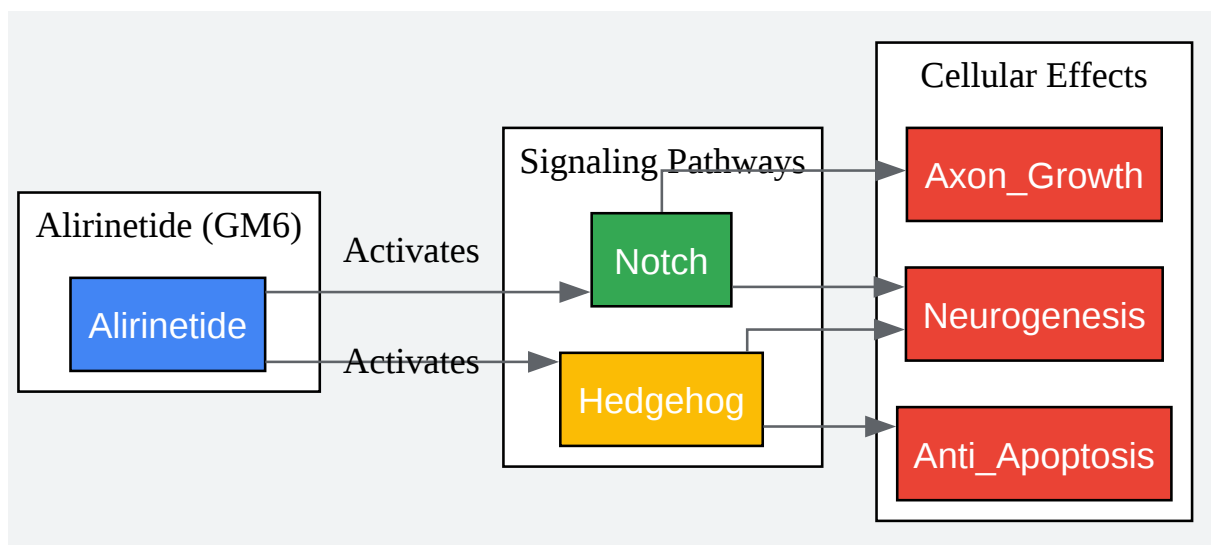 Alirinetide (GM6)
Alirinetide
Activates
Activates
Signaling Pathways
Notch
Hedgehog
Cellular Effects
Axon_Growth
Neurogenesis
Anti_Apoptosis